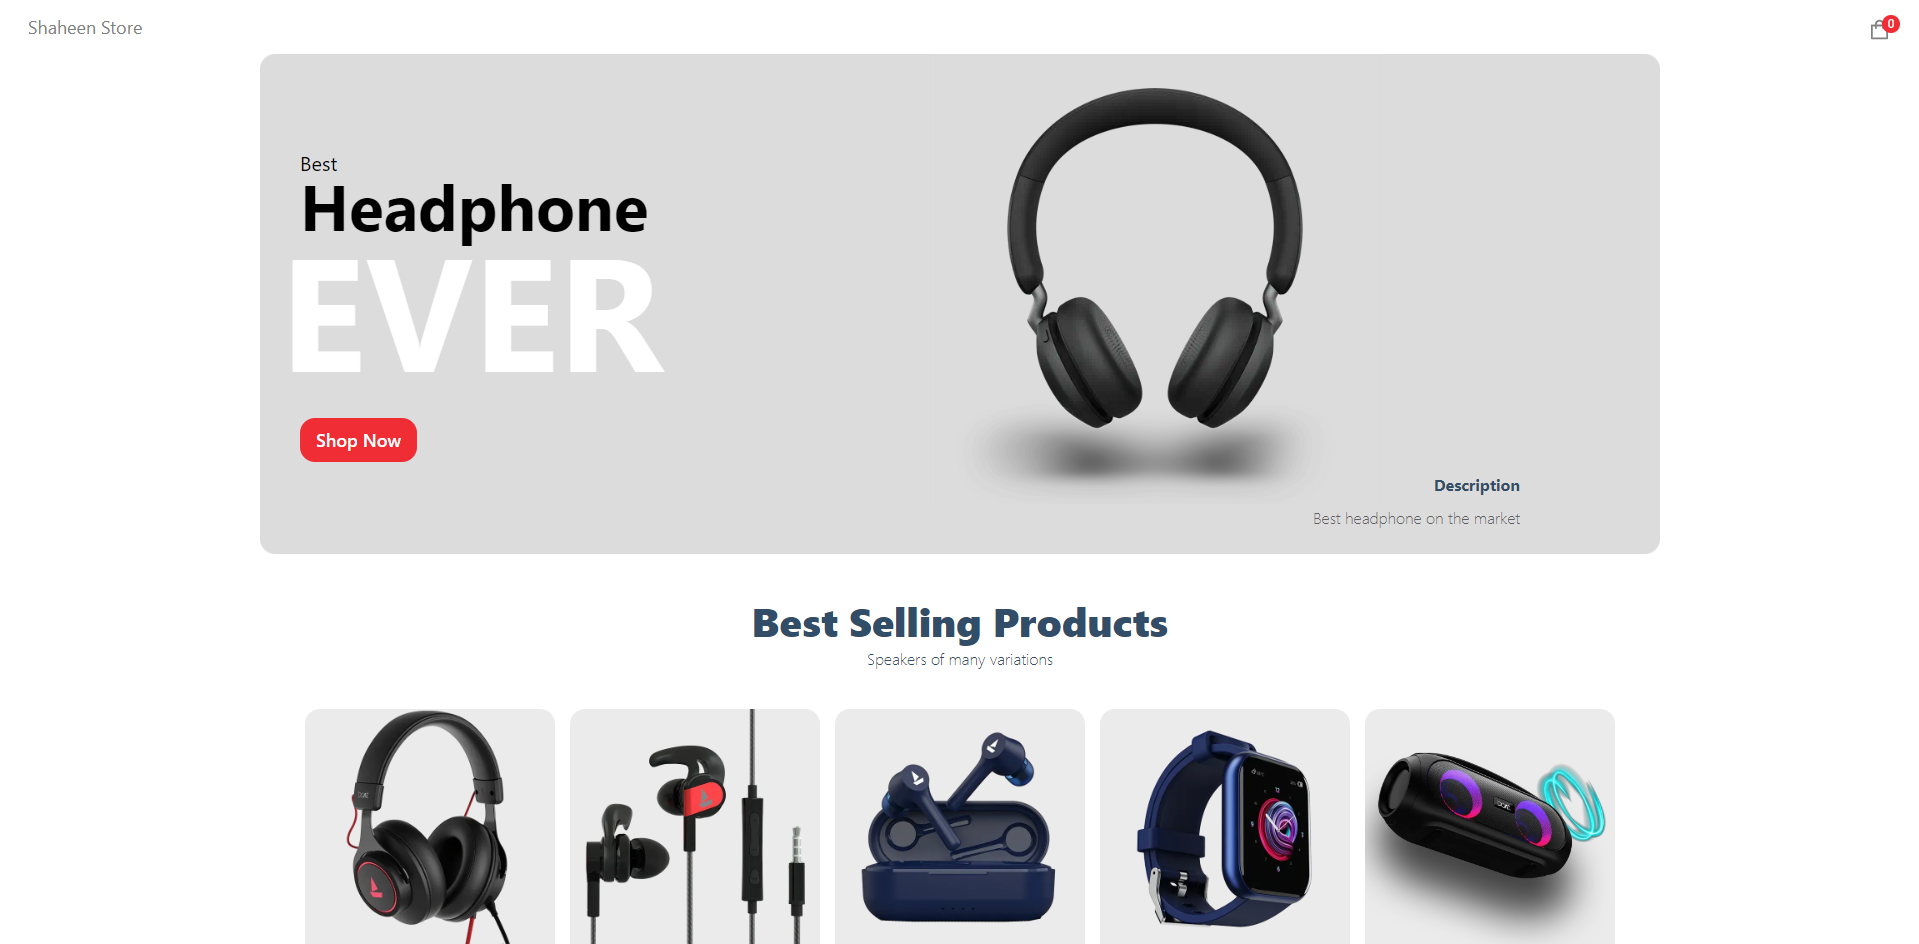 Shaheen Store
0
Best
Headphone
EVER
Shop Now
Description
Best headphone on the market
Best Selling Products
Speakers of many variations